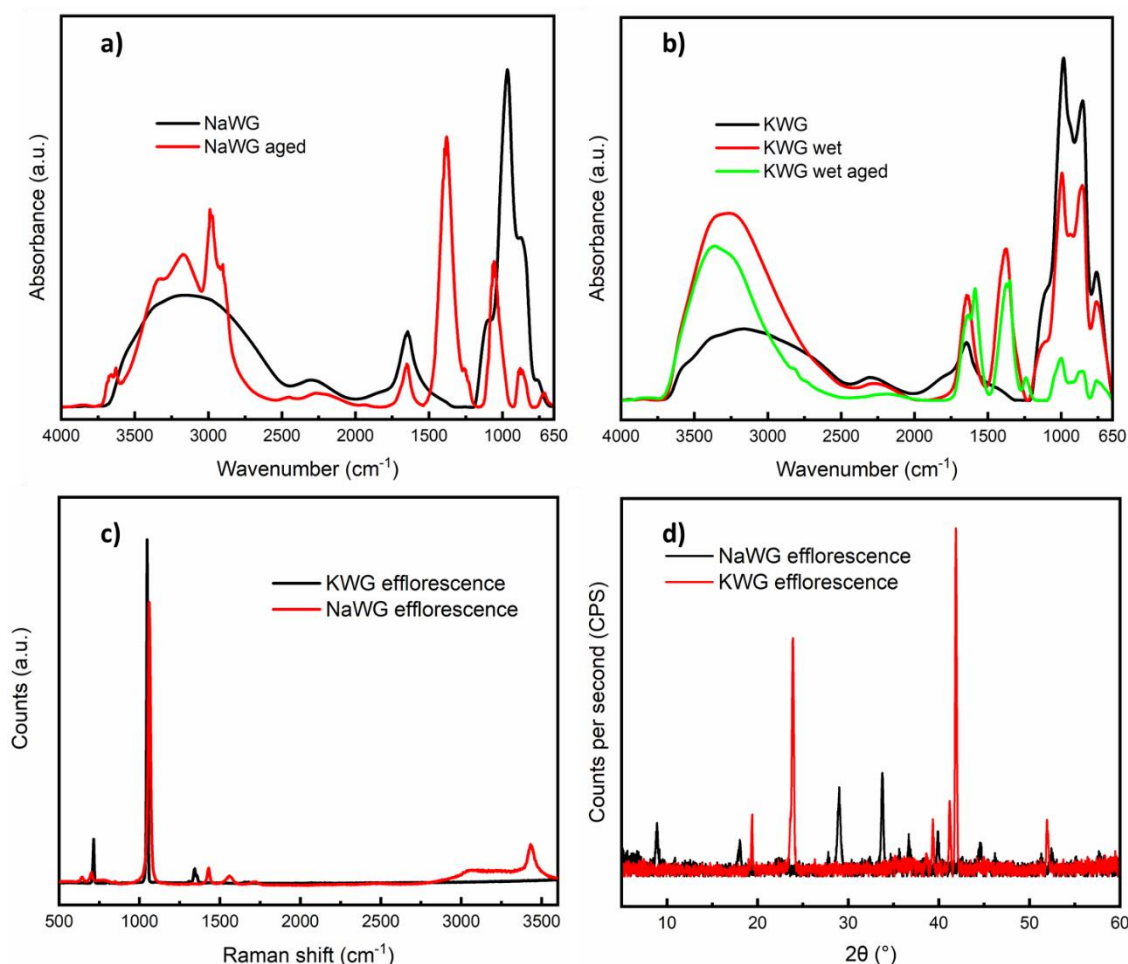 a)
NaWG
NaWG aged
Absorbance (a.u.)
4000 3500 3000 2500 2000 1500 1000 650
Wavenumber (cm⁻¹)
b)
KWG
KWG wet
KWG wet aged
Absorbance (a.u.)
4000 3500 3000 2500 2000 1500 1000 650
Wavenumber (cm⁻¹)
c)
KWG efflorescence
NaWG efflorescence
Counts (a.u.)
500 1000 1500 2000 2500 3000 3500
Raman shift (cm⁻¹)
d)
NaWG efflorescence
KWG efflorescence
Counts per second (CPS)
10 20 30 40 50 60
2θ (°)